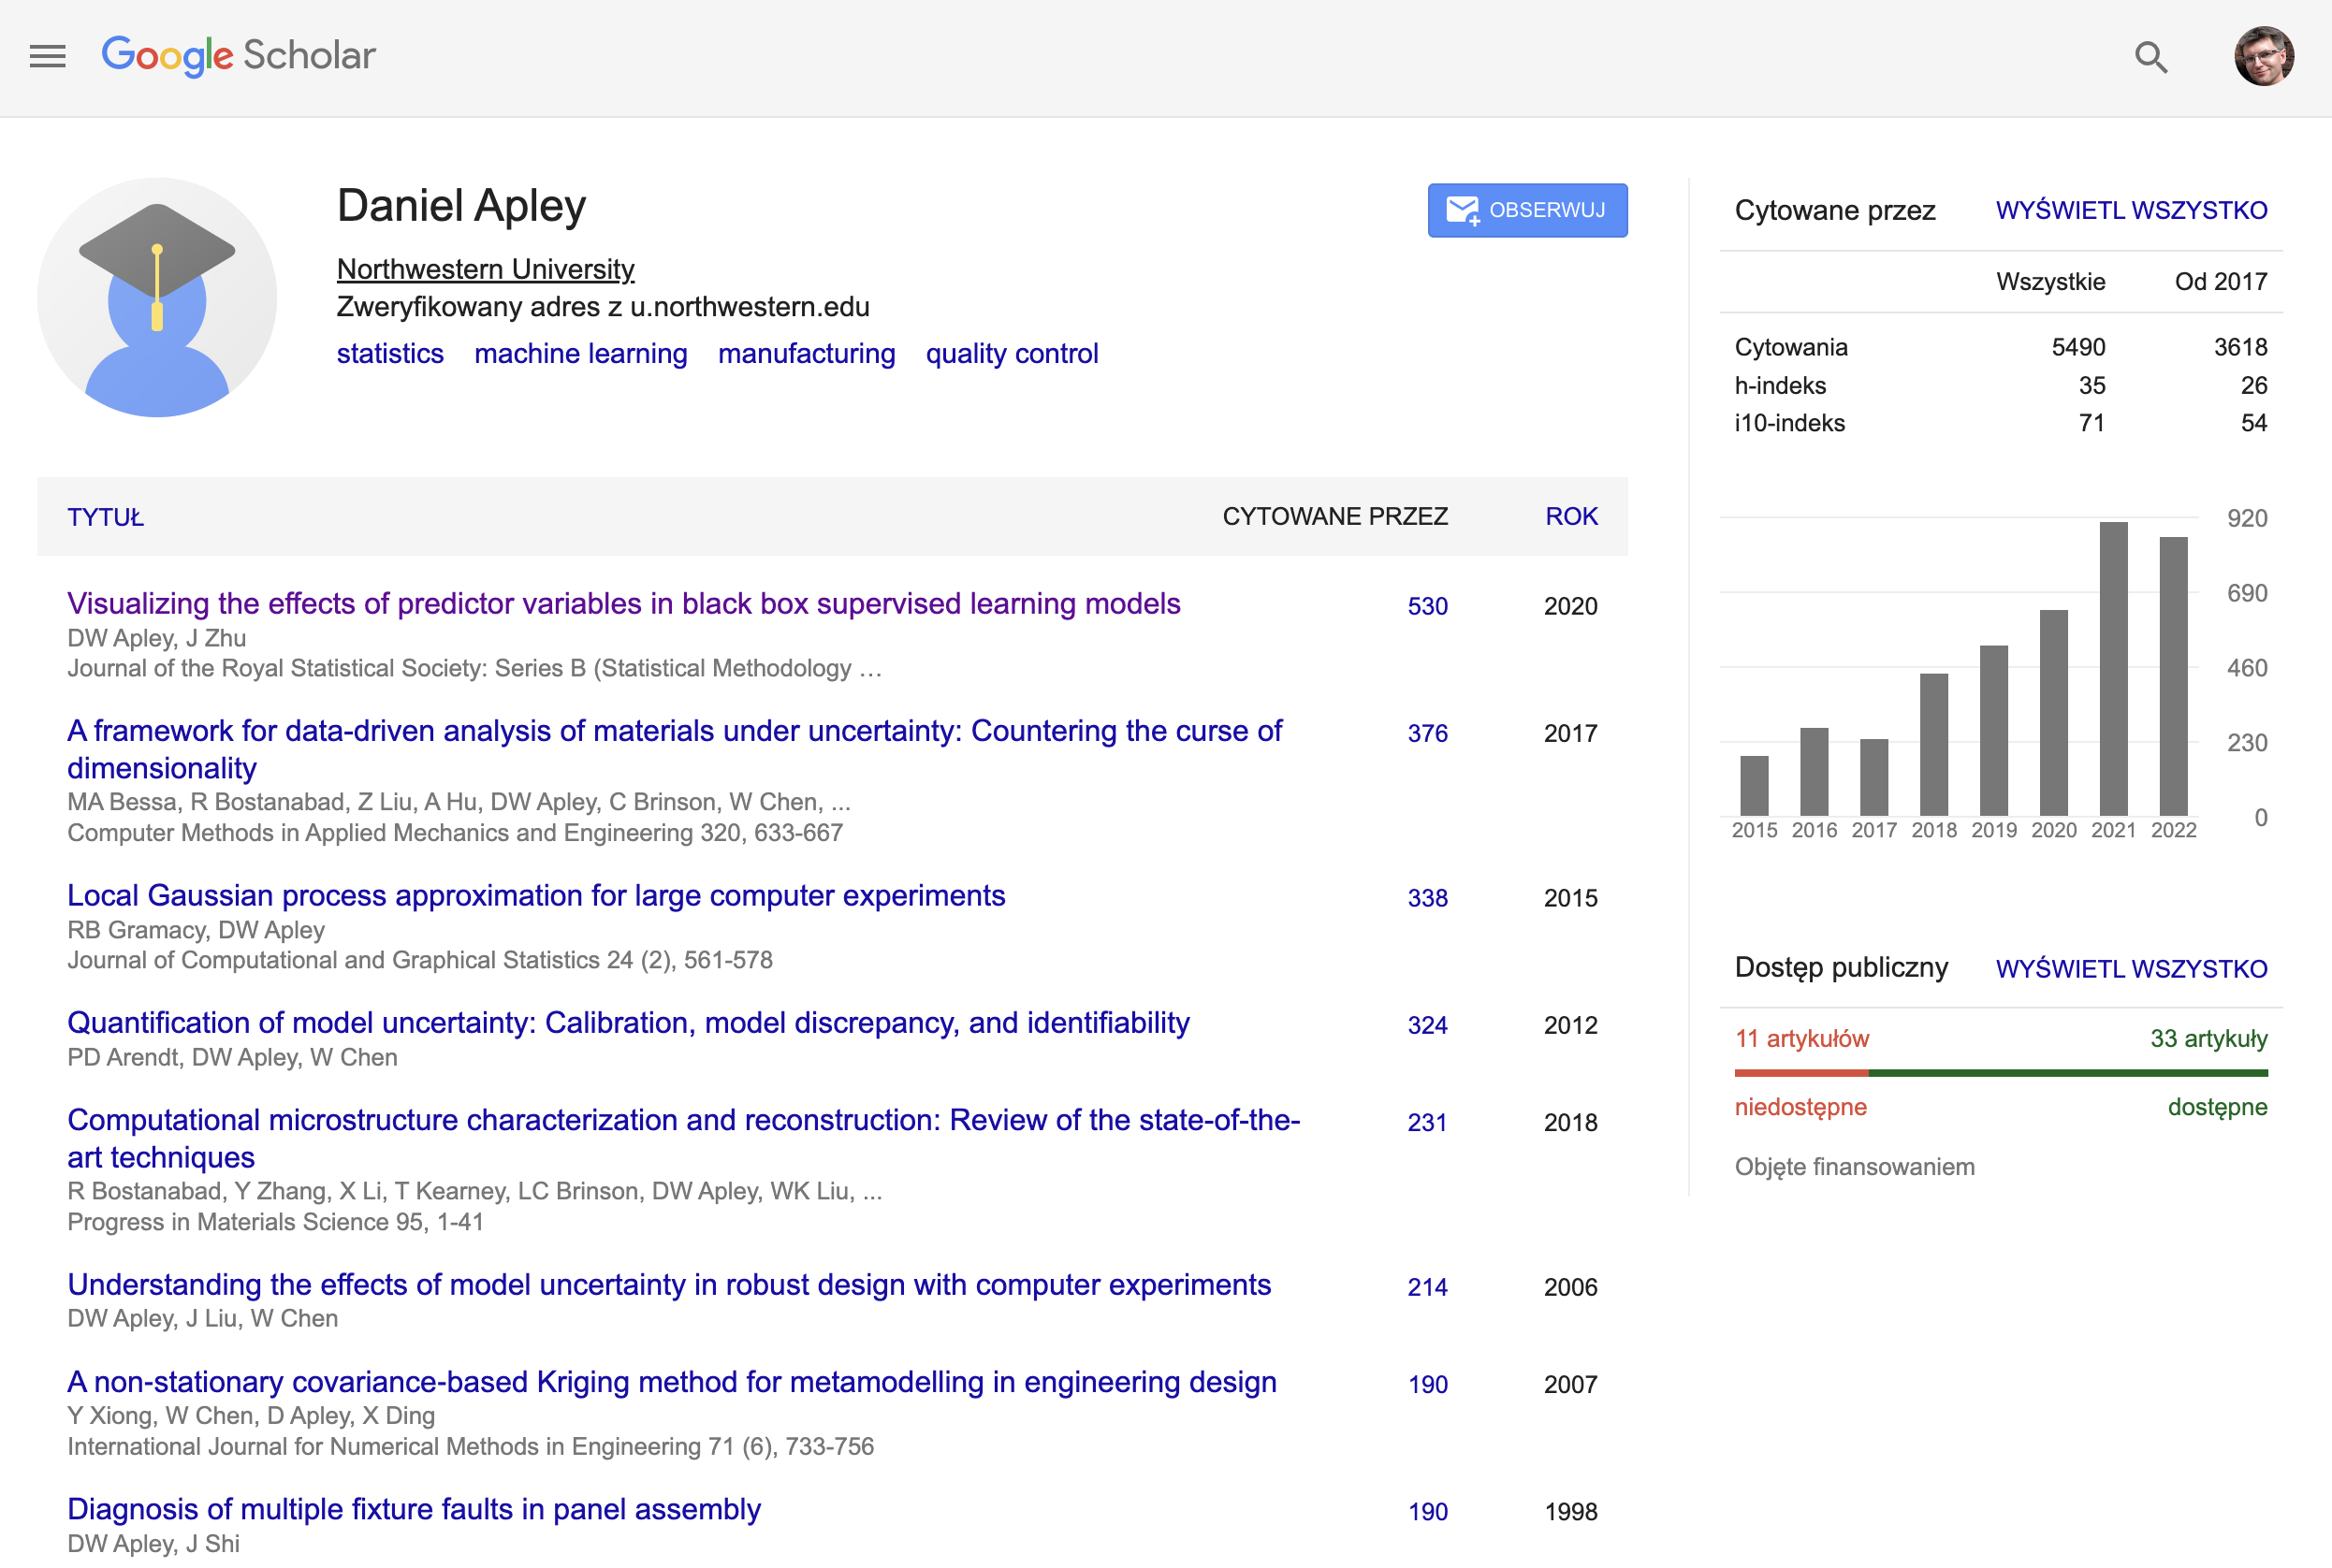 Google Scholar
Daniel Apley
OBSERWUJ
Northwestern University
Zweryfikowany adres z u.northwestern.edu
statistics machine learning manufacturing quality control
TYTUŁ CYTOWANE PRZEZ ROK
Visualizing the effects of predictor variables in black box supervised learning models 530 2020
DW Apley, J Zhu
Journal of the Royal Statistical Society: Series B (Statistical Methodology …
A framework for data-driven analysis of materials under uncertainty: Countering the curse of 376 2017
dimensionality
MA Bessa, R Bostanabad, Z Liu, A Hu, DW Apley, C Brinson, W Chen, ...
Computer Methods in Applied Mechanics and Engineering 320, 633-667
Local Gaussian process approximation for large computer experiments 338 2015
RB Gramacy, DW Apley
Journal of Computational and Graphical Statistics 24 (2), 561-578
Quantification of model uncertainty: Calibration, model discrepancy, and identifiability 324 2012
PD Arendt, DW Apley, W Chen
Computational microstructure characterization and reconstruction: Review of the state-of-the- 231 2018
art techniques
R Bostanabad, Y Zhang, X Li, T Kearney, LC Brinson, DW Apley, WK Liu, ...
Progress in Materials Science 95, 1-41
Understanding the effects of model uncertainty in robust design with computer experiments 214 2006
DW Apley, J Liu, W Chen
A non-stationary covariance-based Kriging method for metamodelling in engineering design 190 2007
Y Xiong, W Chen, D Apley, X Ding
International Journal for Numerical Methods in Engineering 71 (6), 733-756
Diagnosis of multiple fixture faults in panel assembly 190 1998
DW Apley, J Shi
Cytowane przez WYŚWIETL WSZYSTKO
Wszystkie Od 2017
Cytowania 5490 3618
h-indeks 35 26
i10-indeks 71 54
920
690
460
230
0
2015 2016 2017 2018 2019 2020 2021 2022
Dostęp publiczny WYŚWIETL WSZYSTKO
11 artykułów 33 artykuły
niedostępne dostępne
Objęte finansowaniem